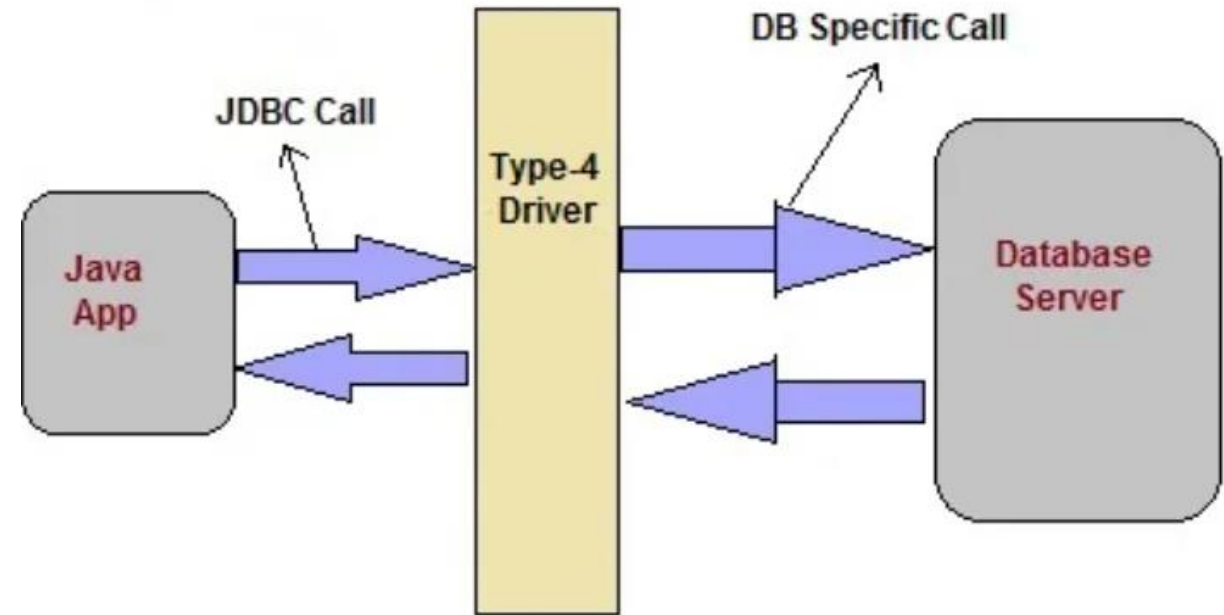 DB Specific Call
JDBC Call
Type-4
Driver
Java
App
Database
Server